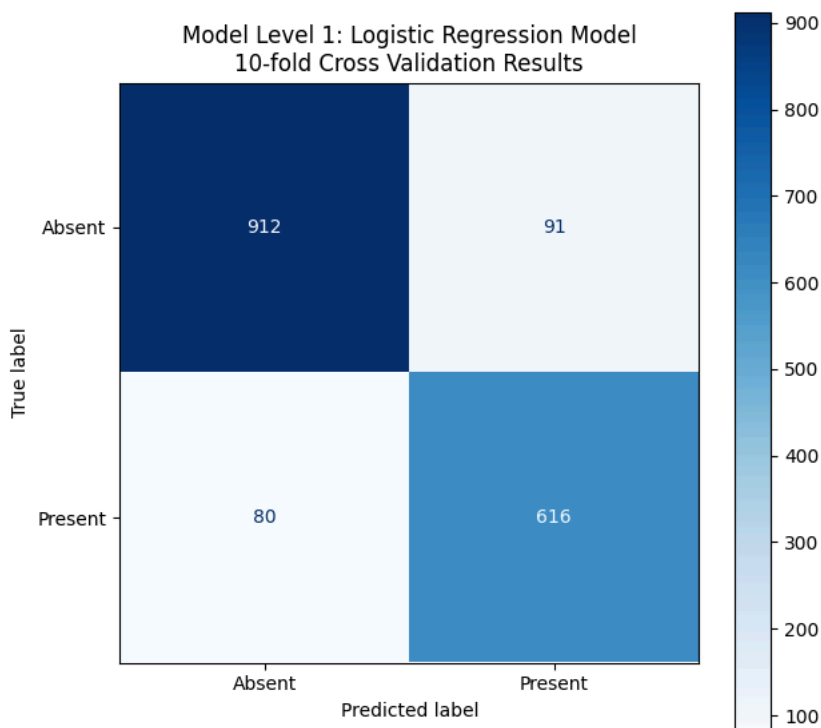 Model Level 1: Logistic Regression Model
10-fold Cross Validation Results
True label
Absent
Present
912
91
80
616
Absent
Present
Predicted label
900
800
700
600
500
400
300
200
100